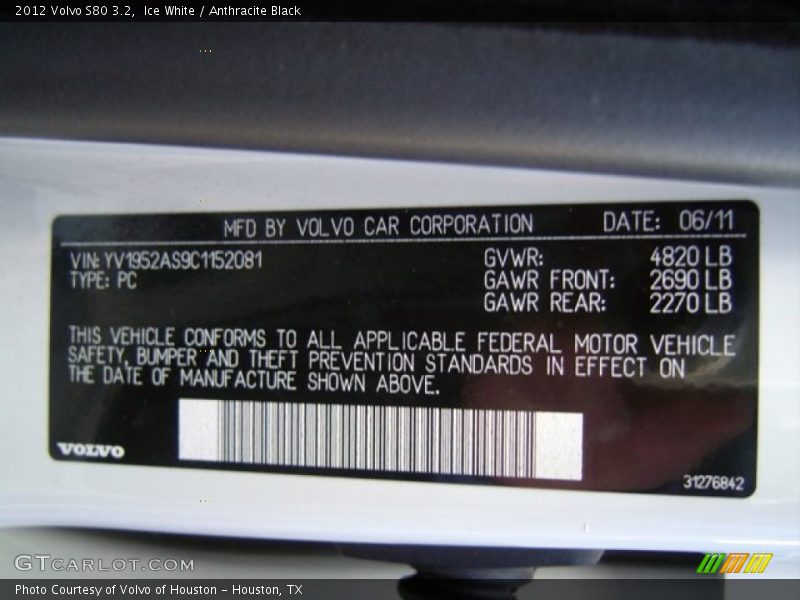 2012 Volvo S80 3.2, Ice White / Anthracite Black
MFD BY VOLVO CAR CORPORATION DATE: 06/11
VIN: YV1952AS9C1152081 GVWR: 4820 LB
TYPE: PC GAWR FRONT: 2690 LB
GAWR REAR: 2270 LB
THIS VEHICLE CONFORMS TO ALL APPLICABLE FEDERAL MOTOR VEHICLE
SAFETY, BUMPER AND THEFT PREVENTION STANDARDS IN EFFECT ON
THE DATE OF MANUFACTURE SHOWN ABOVE.
VOLVO
31276842
GTCARLOT.COM
Photo Courtesy of Volvo of Houston - Houston, TX